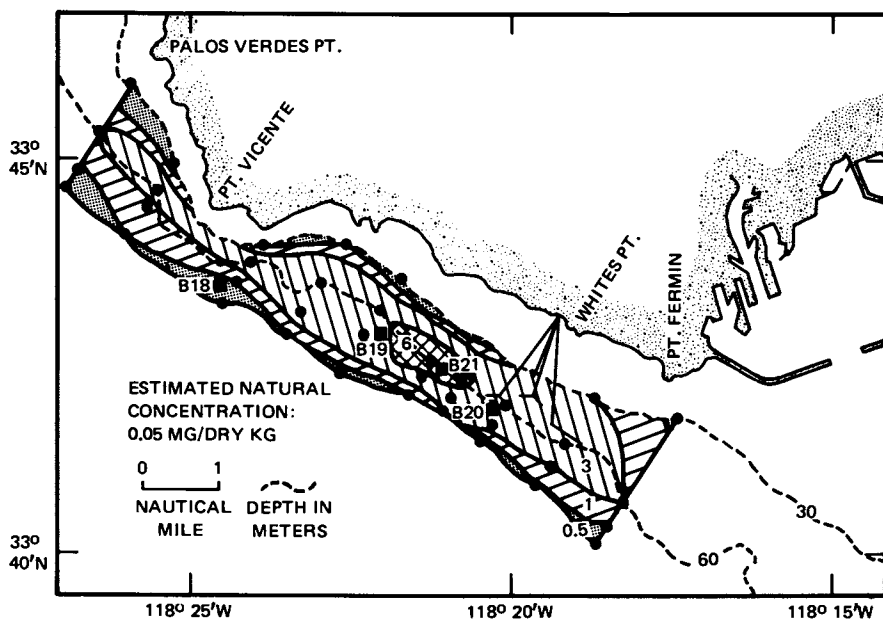 PALOS VERDES PT.
33° 45'N
PT. VICENTE
WHITES PT.
PT. FERMIN
B18
B19
6
B21
B20
ESTIMATED NATURAL
CONCENTRATION:
0.05 MG/DRY KG
0 1
NAUTICAL
MILE
DEPTH IN
METERS
3
1
0.5
30
60
33° 40'N
118° 25'W
118° 20'W
118° 15'W